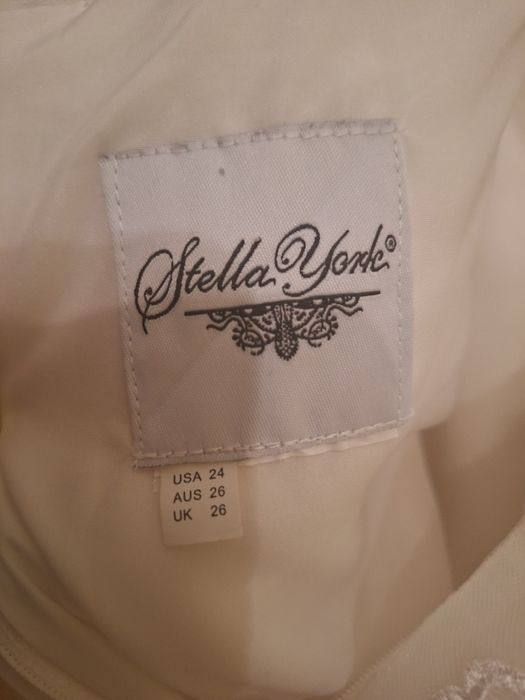 Stella York®
USA 24
AUS 26
UK 26